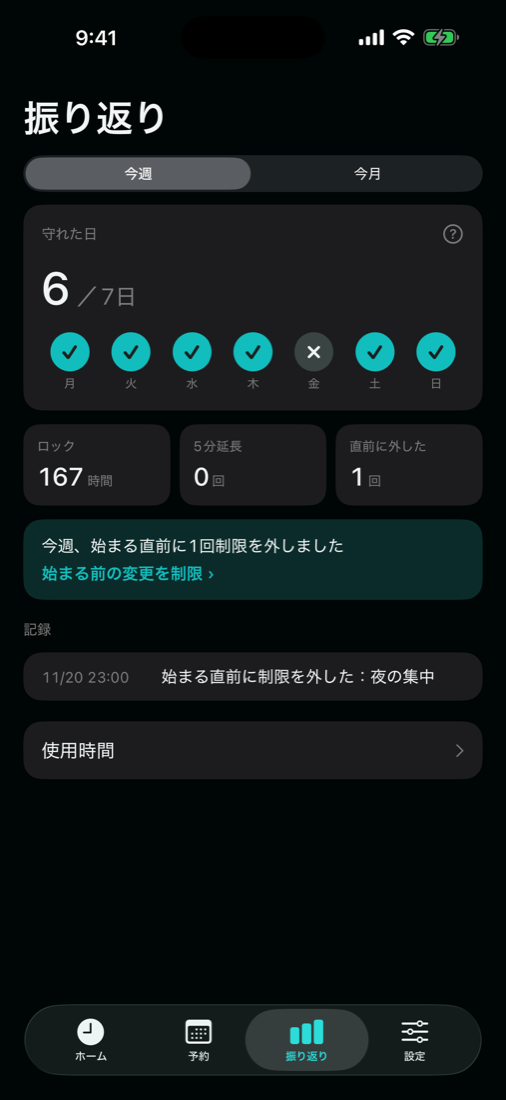 9:41
振り返り
今週 今月
守れた日 ?
6 / 7日
月 火 水 木 金 土 日
ロック 5分延長 直前に外した
167 時間 0 回 1 回
今週、始まる直前に1回制限を外しました
始まる前の変更を制限 ›
記録
11/20 23:00 始まる直前に制限を外した：夜の集中
使用時間
ホーム 予約 振り返り 設定